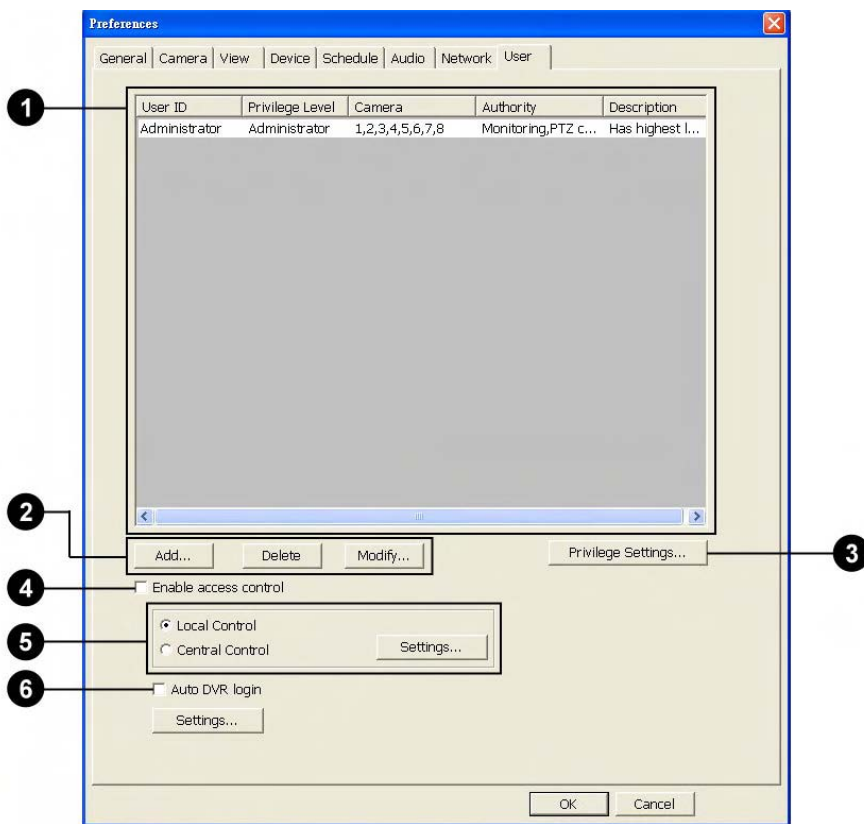 Preferences
General Camera View Device Schedule Audio Network User
1
User ID Privilege Level Camera Authority Description
Administrator Administrator 1,2,3,4,5,6,7,8 Monitoring,PTZ c... Has highest l...
2
Add... Delete Modify... Privilege Settings...
3
4
Enable access control
5
Local Control
Central Control Settings...
6
Auto DVR login
Settings...
OK Cancel